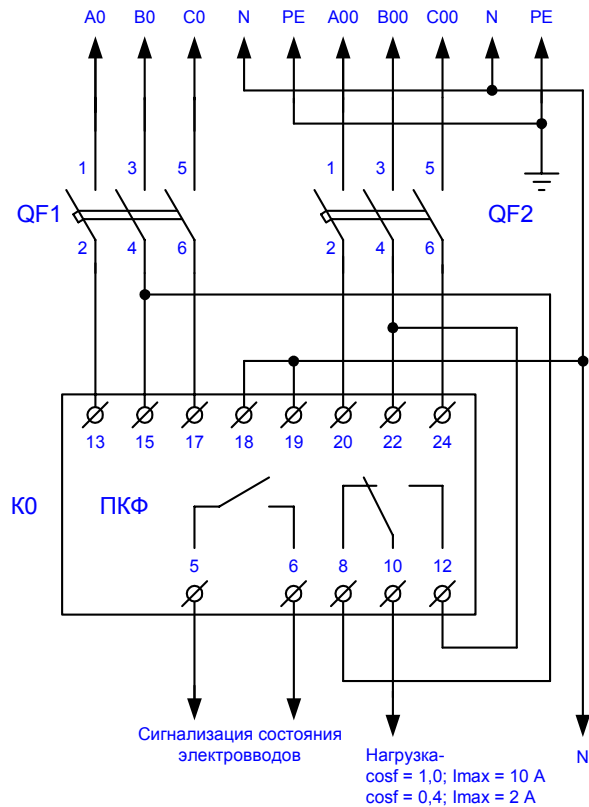 A0 B0 C0 N PE A00 B00 C00 N PE
1 3 5 1 3 5
QF1 QF2
2 4 6 2 4 6
13 15 17 18 19 20 22 24
K0 ПКФ
5 6 8 10 12
Сигнализация состояния
электровводов
Нагрузка-
cosf = 1,0; Imax = 10 A
cosf = 0,4; Imax = 2 A
N